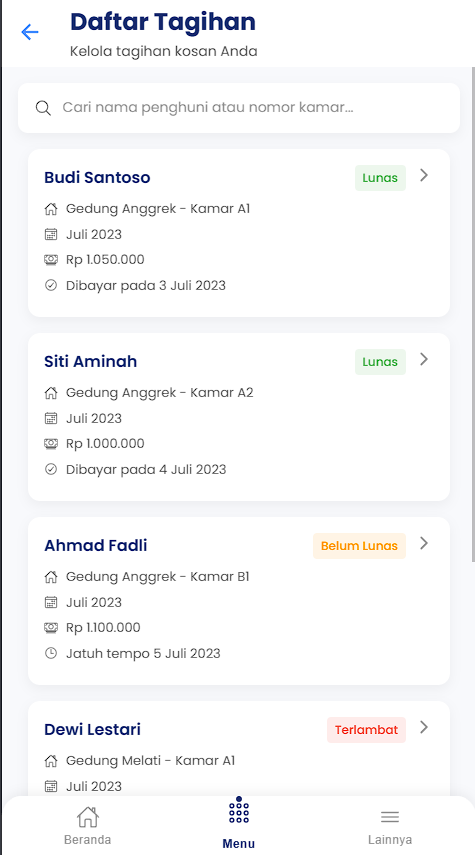 Daftar Tagihan
Kelola tagihan kosan Anda
Cari nama penghuni atau nomor kamar...
Budi Santoso
Lunas
Gedung Anggrek - Kamar A1
Juli 2023
Rp 1.050.000
Dibayar pada 3 Juli 2023
Siti Aminah
Lunas
Gedung Anggrek - Kamar A2
Juli 2023
Rp 1.000.000
Dibayar pada 4 Juli 2023
Ahmad Fadli
Belum Lunas
Gedung Anggrek - Kamar B1
Juli 2023
Rp 1.100.000
Jatuh tempo 5 Juli 2023
Dewi Lestari
Terlambat
Gedung Melati - Kamar A1
Juli 2023
Beranda
Menu
Lainnya